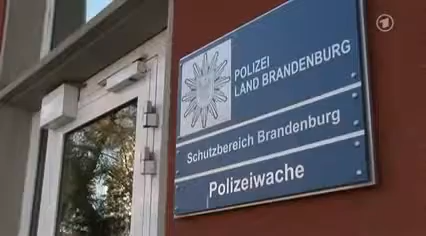 POLIZEI
LAND BRANDENBURG
Schutzbereich Brandenburg
Polizeiwache